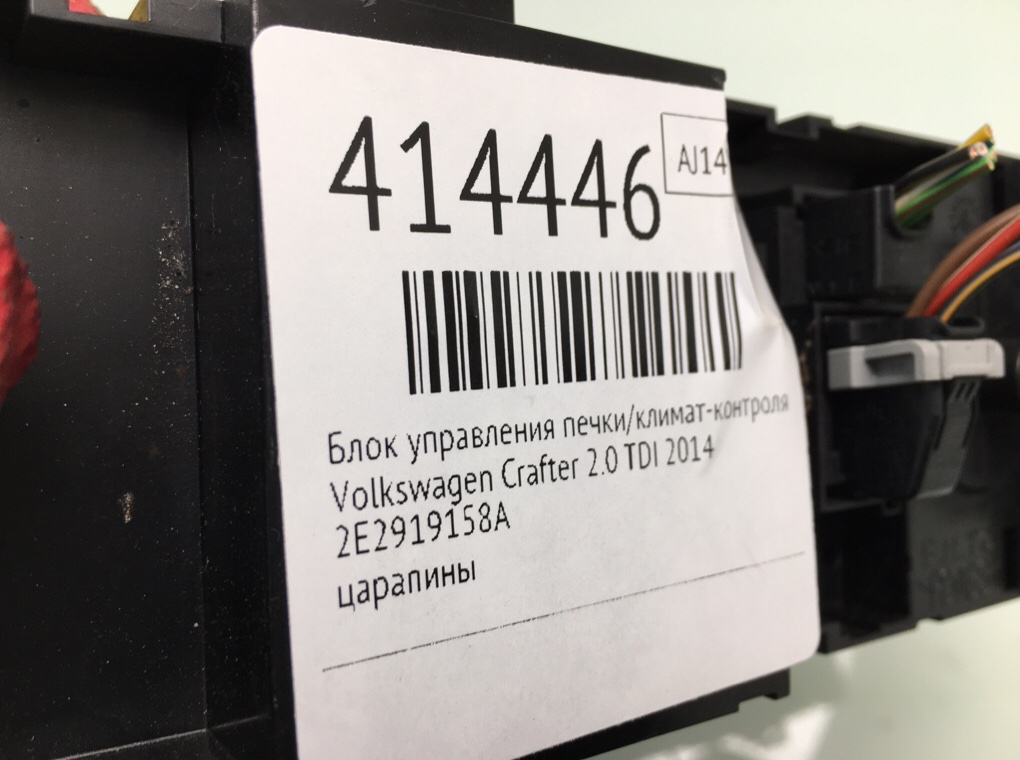 414446
AJ14
Блок управления печки/климат-контроля
Volkswagen Crafter 2.0 TDI 2014
2E2919158A
царапины